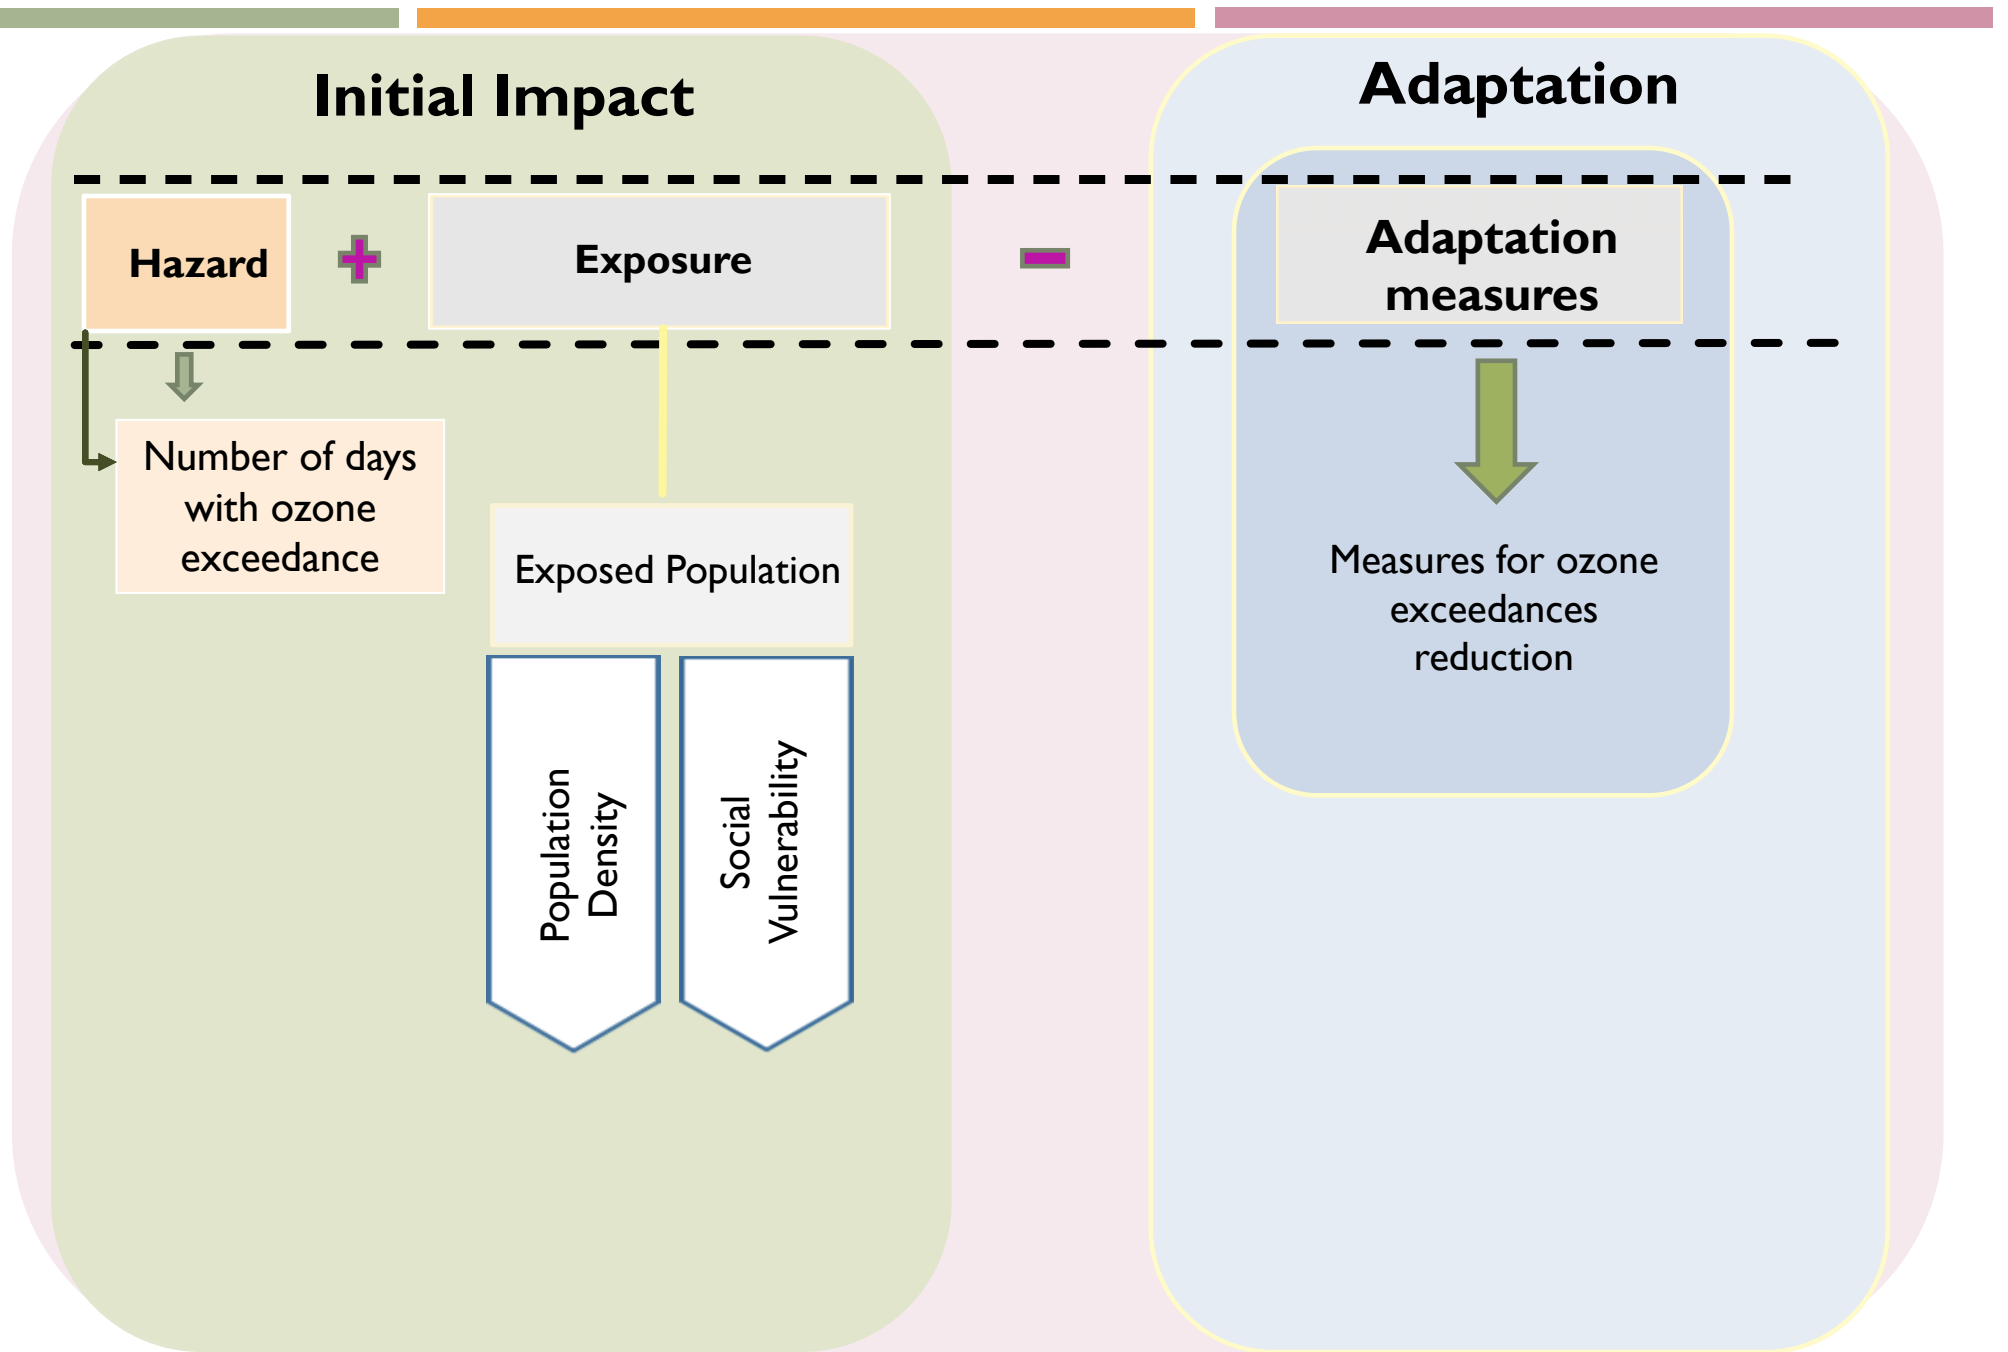 Initial Impact
Adaptation
Hazard
Exposure
Adaptation
measures
Number of days
with ozone
exceedance
Exposed Population
Population
Density
Social
Vulnerability
Measures for ozone
exceedances
reduction